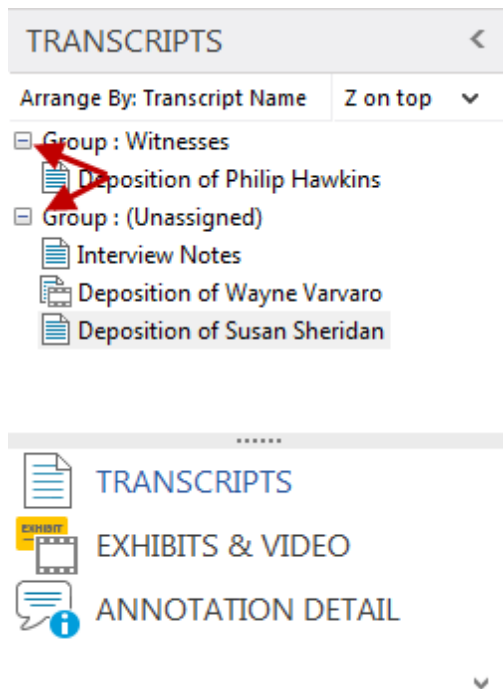 TRANSCRIPTS
Arrange By: Transcript Name Z on top
Group : Witnesses
Deposition of Philip Hawkins
Group : (Unassigned)
Interview Notes
Deposition of Wayne Varvaro
Deposition of Susan Sheridan
TRANSCRIPTS
EXHIBIT
EXHIBITS & VIDEO
ANNOTATION DETAIL